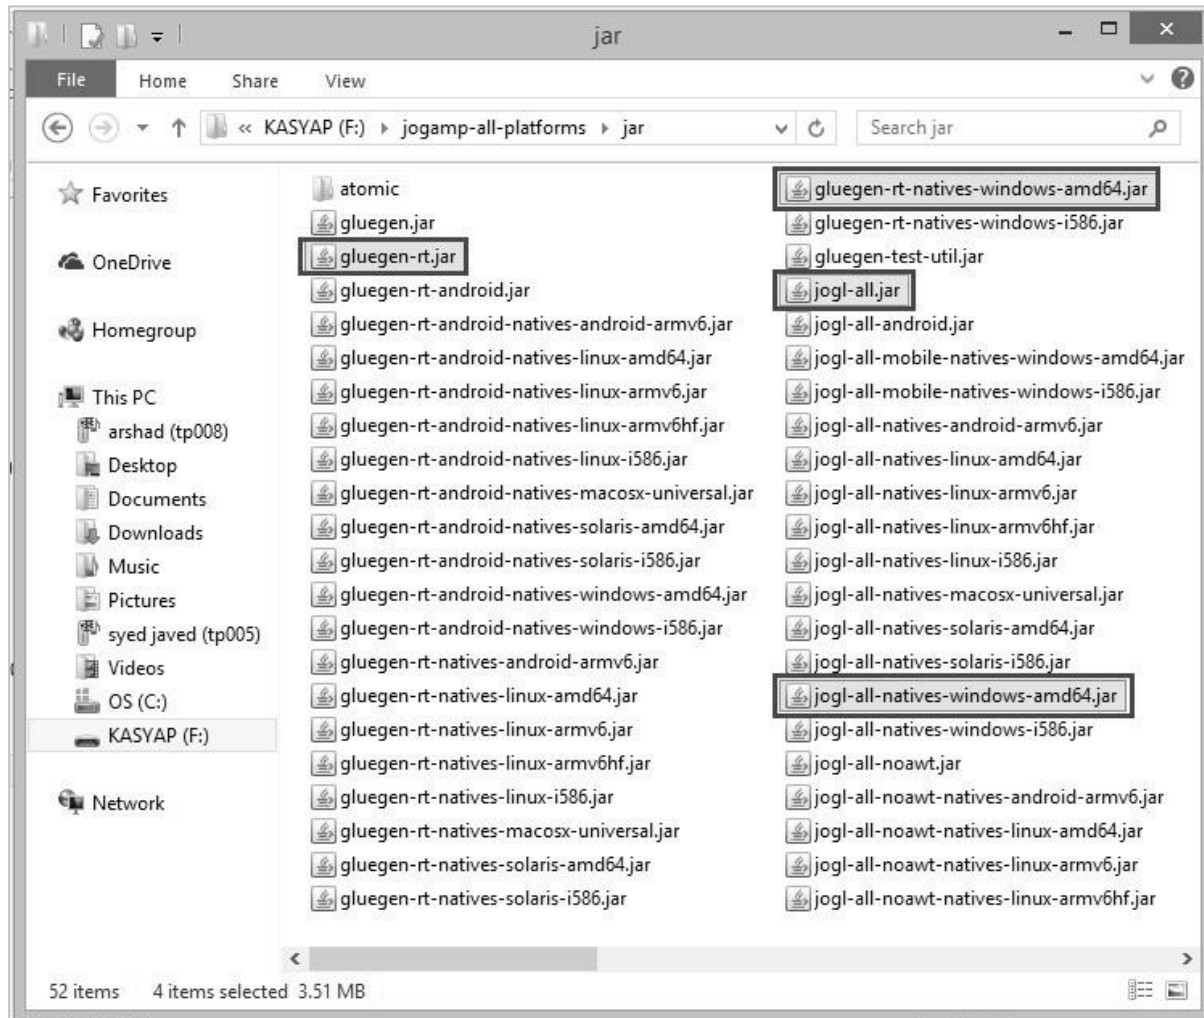 jar
File Home Share View
« KASYAP (F:) jogamp-all-platforms jar
Search jar
Favorites
OneDrive
Homegroup
This PC
arshad (tp008)
Desktop
Documents
Downloads
Music
Pictures
syed javed (tp005)
Videos
OS (C:)
KASYAP (F:)
Network
atomic
gluegen.jar
gluegen-rt.jar
gluegen-rt-android.jar
gluegen-rt-android-natives-android-armv6.jar
gluegen-rt-android-natives-linux-amd64.jar
gluegen-rt-android-natives-linux-armv6.jar
gluegen-rt-android-natives-linux-armv6hf.jar
gluegen-rt-android-natives-linux-i586.jar
gluegen-rt-android-natives-macosx-universal.jar
gluegen-rt-android-natives-solaris-amd64.jar
gluegen-rt-android-natives-solaris-i586.jar
gluegen-rt-android-natives-windows-amd64.jar
gluegen-rt-android-natives-windows-i586.jar
gluegen-rt-natives-android-armv6.jar
gluegen-rt-natives-linux-amd64.jar
gluegen-rt-natives-linux-armv6.jar
gluegen-rt-natives-linux-armv6hf.jar
gluegen-rt-natives-linux-i586.jar
gluegen-rt-natives-macosx-universal.jar
gluegen-rt-natives-solaris-amd64.jar
gluegen-rt-natives-solaris-i586.jar
gluegen-rt-natives-windows-amd64.jar
gluegen-rt-natives-windows-i586.jar
gluegen-test-util.jar
jogl-all.jar
jogl-all-android.jar
jogl-all-mobile-natives-windows-amd64.jar
jogl-all-mobile-natives-windows-i586.jar
jogl-all-natives-android-armv6.jar
jogl-all-natives-linux-amd64.jar
jogl-all-natives-linux-armv6.jar
jogl-all-natives-linux-armv6hf.jar
jogl-all-natives-linux-i586.jar
jogl-all-natives-macosx-universal.jar
jogl-all-natives-solaris-amd64.jar
jogl-all-natives-solaris-i586.jar
jogl-all-natives-windows-amd64.jar
jogl-all-natives-windows-i586.jar
jogl-all-noawt.jar
jogl-all-noawt-natives-android-armv6.jar
jogl-all-noawt-natives-linux-amd64.jar
jogl-all-noawt-natives-linux-armv6.jar
jogl-all-noawt-natives-linux-armv6hf.jar
52 items 4 items selected 3.51 MB